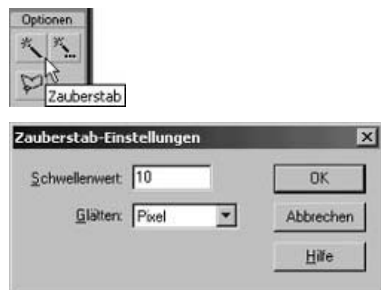 Optionen
Zauberstab
Zauberstab-Einstellungen
Schwellenwert: 10
OK
Glätten: Pixel
Abbrechen
Hilfe